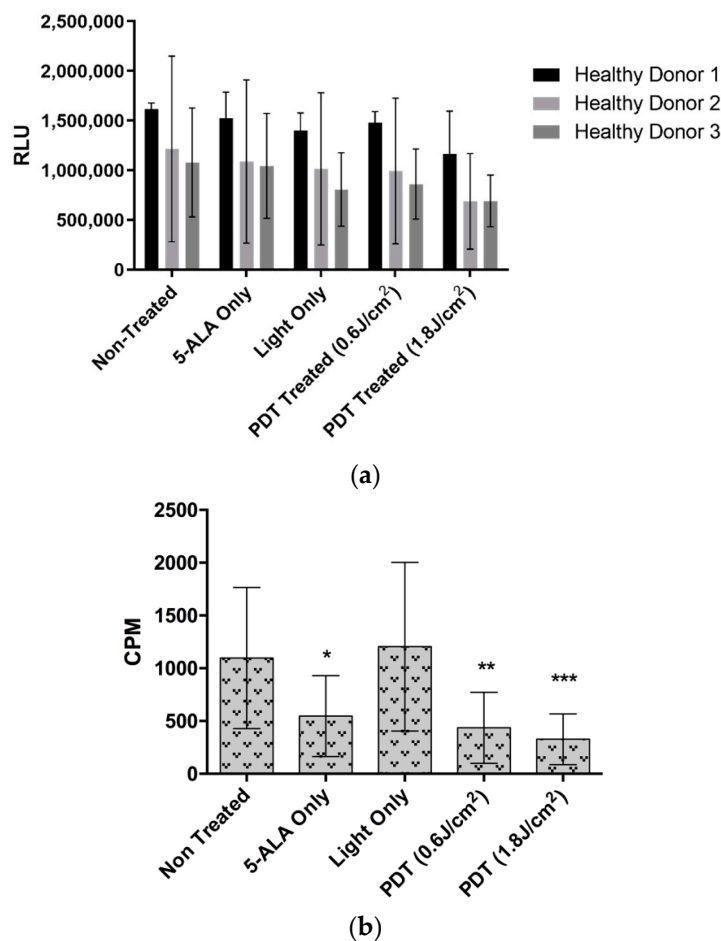 2,500,000
2,000,000
1,500,000
1,000,000
500,000
0
RLU
Healthy Donor 1
Healthy Donor 2
Healthy Donor 3
Non-Treated
5-ALA Only
Light Only
PDT Treated (0.6J/cm²)
PDT Treated (1.8J/cm²)
(a)
2500
2000
1500
1000
500
0
CPM
*
**
***
Non Treated
5-ALA Only
Light Only
PDT (0.6J/cm²)
PDT (1.8J/cm²)
(b)